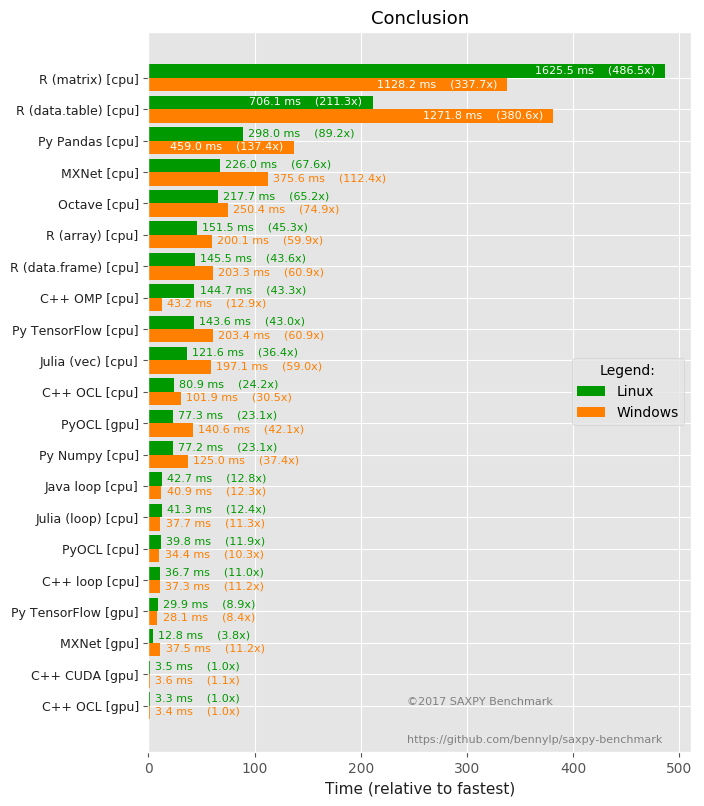 Conclusion
R (matrix) [cpu] 1625.5 ms (486.5x)
1128.2 ms (337.7x)
R (data.table) [cpu] 706.1 ms (211.3x)
1271.8 ms (380.6x)
Py Pandas [cpu] 298.0 ms (89.2x)
459.0 ms (137.4x)
MXNet [cpu] 226.0 ms (67.6x)
375.6 ms (112.4x)
Octave [cpu] 217.7 ms (65.2x)
250.4 ms (74.9x)
R (array) [cpu] 151.5 ms (45.3x)
200.1 ms (59.9x)
R (data.frame) [cpu] 145.5 ms (43.6x)
203.3 ms (60.9x)
C++ OMP [cpu] 144.7 ms (43.3x)
43.2 ms (12.9x)
Py TensorFlow [cpu] 143.6 ms (43.0x)
203.4 ms (60.9x)
Julia (vec) [cpu] 121.6 ms (36.4x)
197.1 ms (59.0x)
Legend:
Linux
Windows
C++ OCL [cpu] 80.9 ms (24.2x)
101.9 ms (30.5x)
PyOCL [gpu] 77.3 ms (23.1x)
140.6 ms (42.1x)
Py Numpy [cpu] 77.2 ms (23.1x)
125.0 ms (37.4x)
Java loop [cpu] 42.7 ms (12.8x)
40.9 ms (12.3x)
Julia (loop) [cpu] 41.3 ms (12.4x)
37.7 ms (11.3x)
PyOCL [cpu] 39.8 ms (11.9x)
34.4 ms (10.3x)
C++ loop [cpu] 36.7 ms (11.0x)
37.3 ms (11.2x)
Py TensorFlow [gpu] 29.9 ms (8.9x)
28.1 ms (8.4x)
MXNet [gpu] 12.8 ms (3.8x)
37.5 ms (11.2x)
C++ CUDA [gpu] 3.5 ms (1.0x)
3.6 ms (1.1x)
C++ OCL [gpu] 3.3 ms (1.0x)
3.4 ms (1.0x)
©2017 SAXPY Benchmark
https://github.com/bennylp/saxpy-benchmark
0 100 200 300 400 500
Time (relative to fastest)